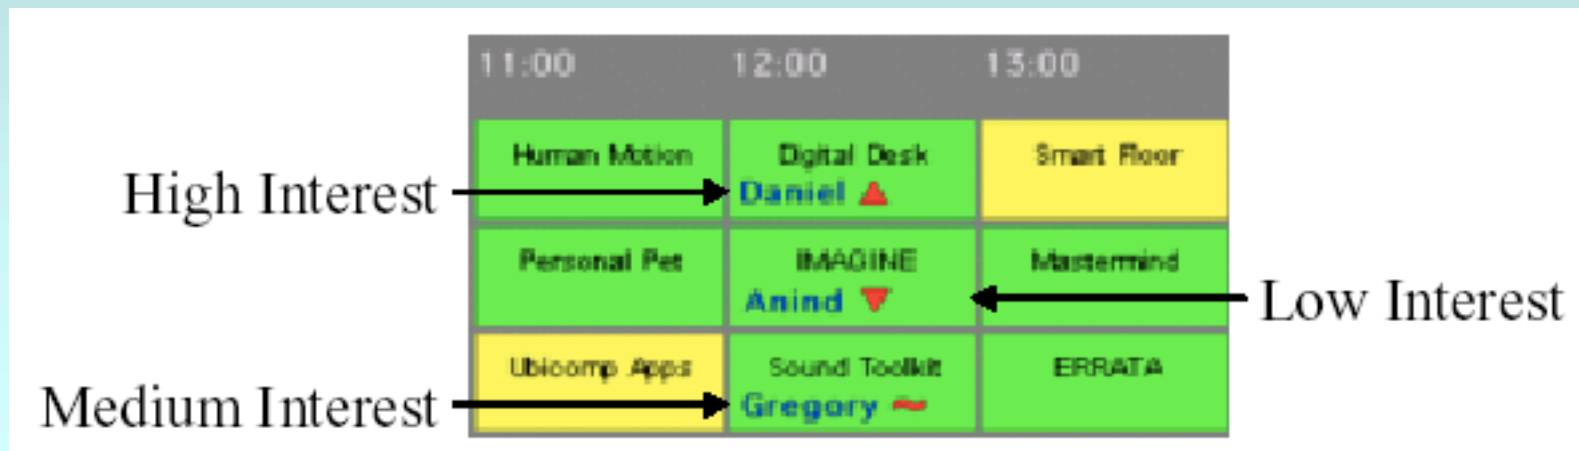 11:00 12:00 13:00
Human Motion Digital Desk Smart Floor
High Interest Daniel
Personal Pet IMAGINE Mastermind
Anind Low Interest
Ubicomp Apps Sound Toolkit ERRATA
Medium Interest Gregory